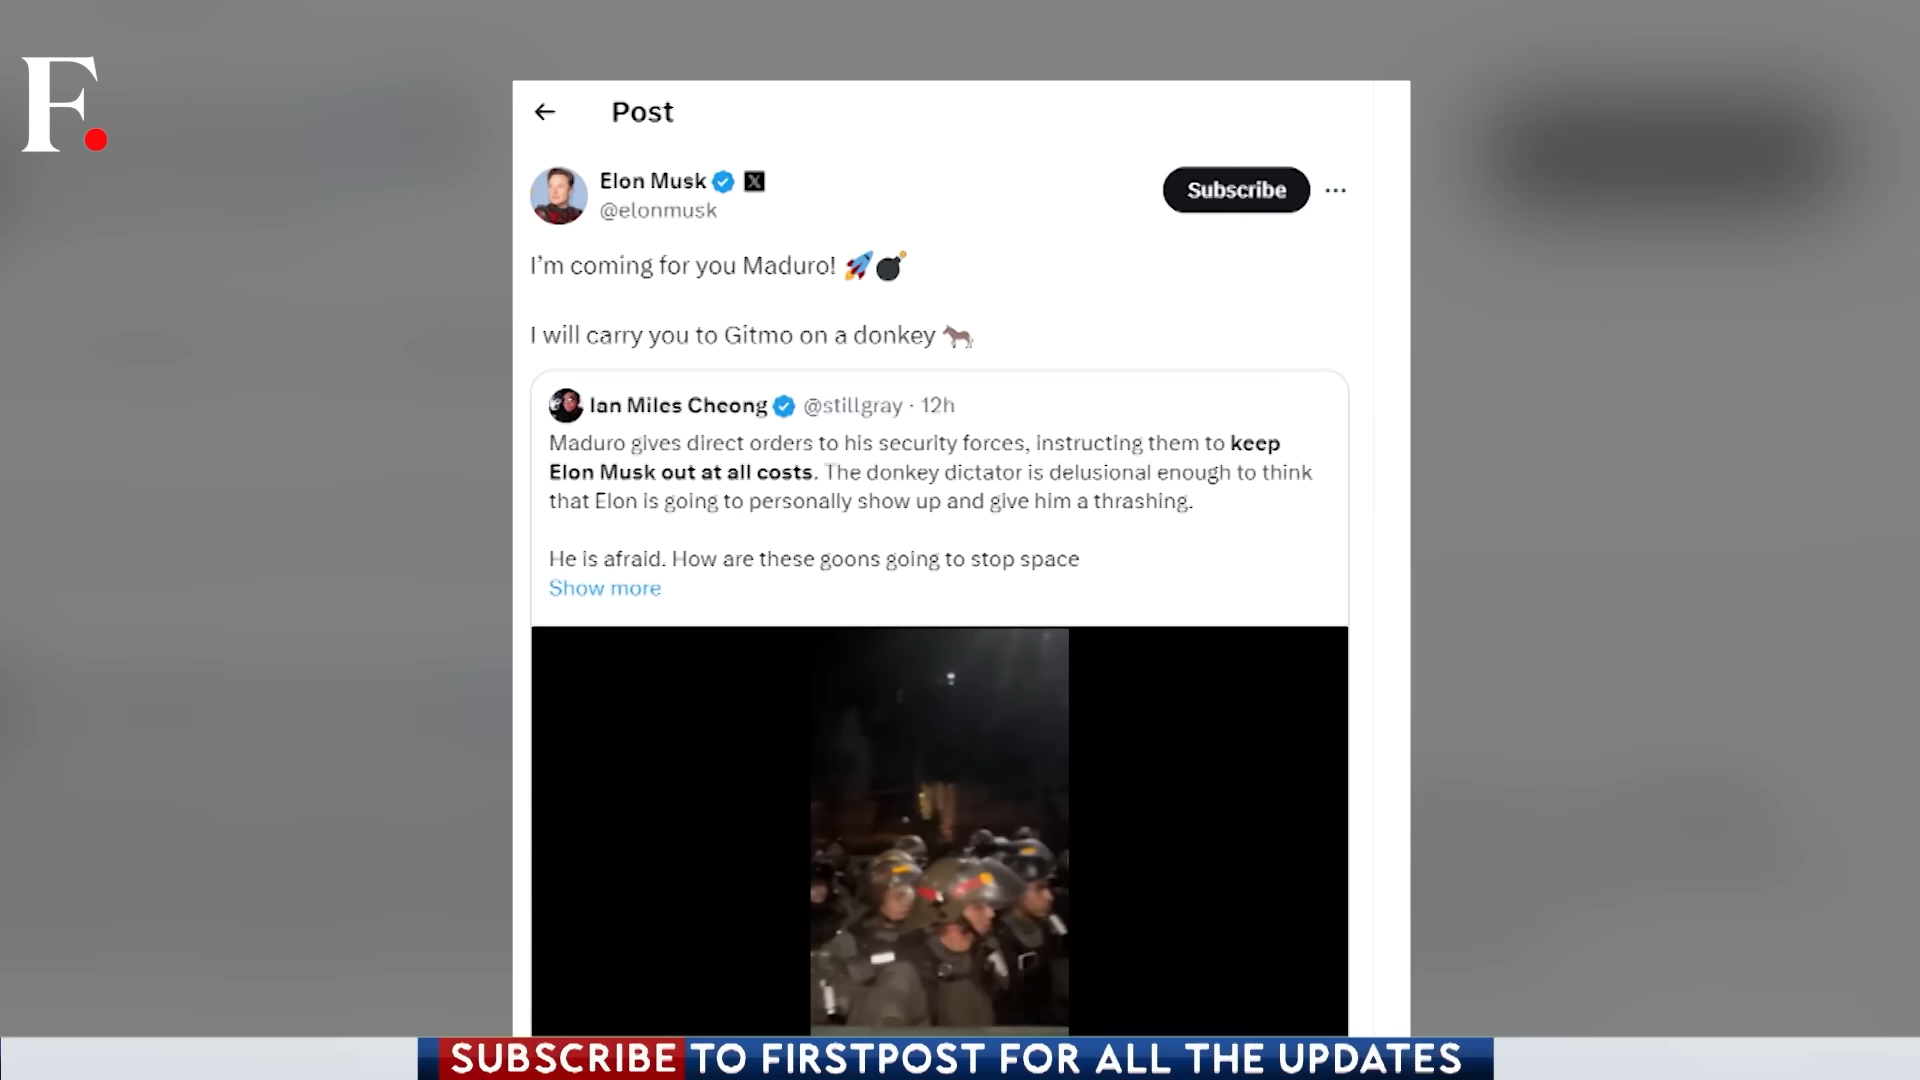 F.
Post
Elon Musk
@elonmusk
Subscribe
I'm coming for you Maduro! 🚀💣
I will carry you to Gitmo on a donkey 🫏
Ian Miles Cheong @stillgray · 12h
Maduro gives direct orders to his security forces, instructing them to keep
Elon Musk out at all costs. The donkey dictator is delusional enough to think
that Elon is going to personally show up and give him a thrashing.
He is afraid. How are these goons going to stop space
Show more
SUBSCRIBE TO FIRSTPOST FOR ALL THE UPDATES